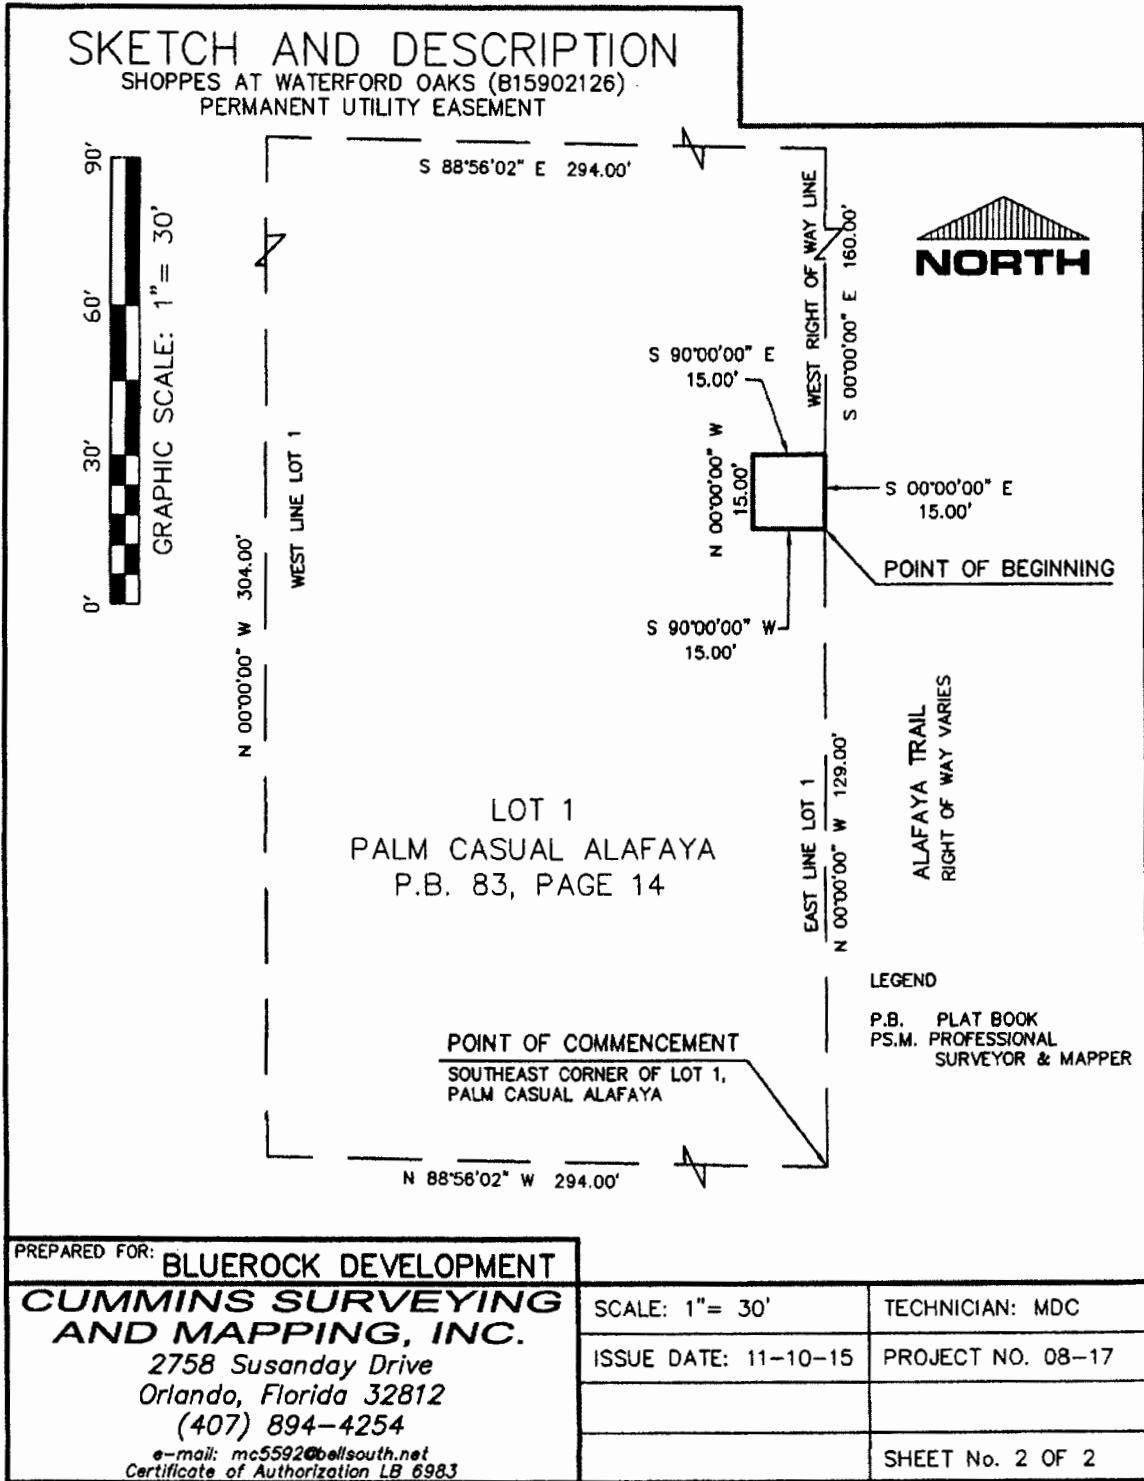 SKETCH AND DESCRIPTION
SHOPPES AT WATERFORD OAKS (B15902126)
PERMANENT UTILITY EASEMENT
S 88°56'02" E 294.00'
90'
60'
30'
0'
GRAPHIC SCALE: 1"= 30'
WEST LINE LOT 1
N 00°00'00" W 304.00'
WEST RIGHT OF WAY LINE
S 00°00'00" E 160.00'
NORTH
S 90°00'00" E
15.00'
N 00°00'00" W
15.00'
S 00°00'00" E
15.00'
POINT OF BEGINNING
S 90°00'00" W
15.00'
ALAFAYA TRAIL
RIGHT OF WAY VARIES
EAST LINE LOT 1
N 00°00'00" W 129.00'
LOT 1
PALM CASUAL ALAFAYA
P.B. 83, PAGE 14
LEGEND
P.B. PLAT BOOK
PS.M. PROFESSIONAL
SURVEYOR & MAPPER
POINT OF COMMENCEMENT
SOUTHEAST CORNER OF LOT 1,
PALM CASUAL ALAFAYA
N 88°56'02" W 294.00'
PREPARED FOR: BLUEROCK DEVELOPMENT
CUMMINS SURVEYING
AND MAPPING, INC.
2758 Susanday Drive
Orlando, Florida 32812
(407) 894-4254
e-mail: mc5592@bellsouth.net
Certificate of Authorization LB 6983
SCALE: 1"= 30'
TECHNICIAN: MDC
ISSUE DATE: 11-10-15
PROJECT NO. 08-17
SHEET No. 2 OF 2